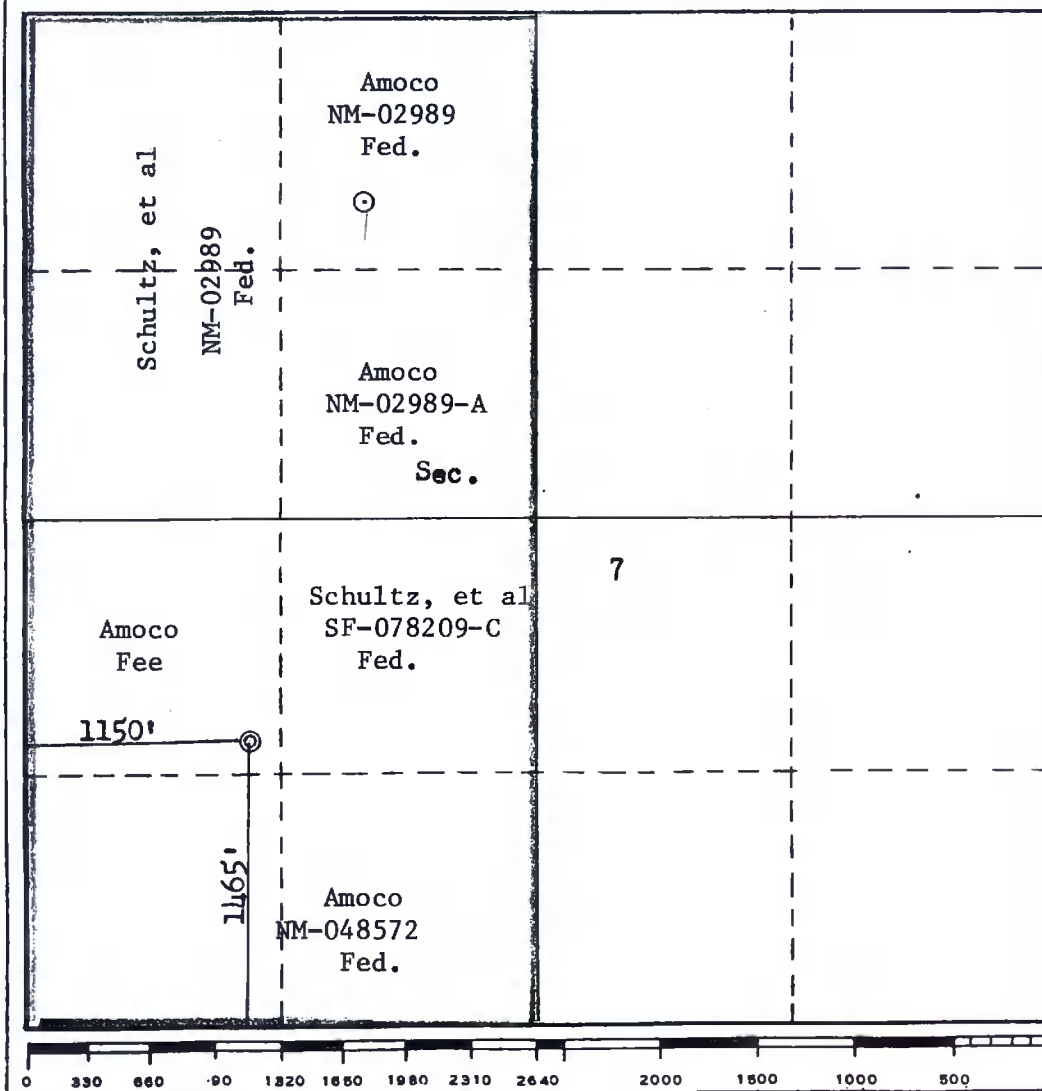 Amoco
NM-02989
Fed.
Schultz, et al
NM-02989
Fed.
Amoco
NM-02989-A
Fed.
Sec.
7
Amoco
Fee
Schultz, et al
SF-078209-C
Fed.
1150'
1465'
Amoco
NM-048572
Fed.
0 330 660 90 1320 1650 1980 2310 2640 2000 1500 1000 500